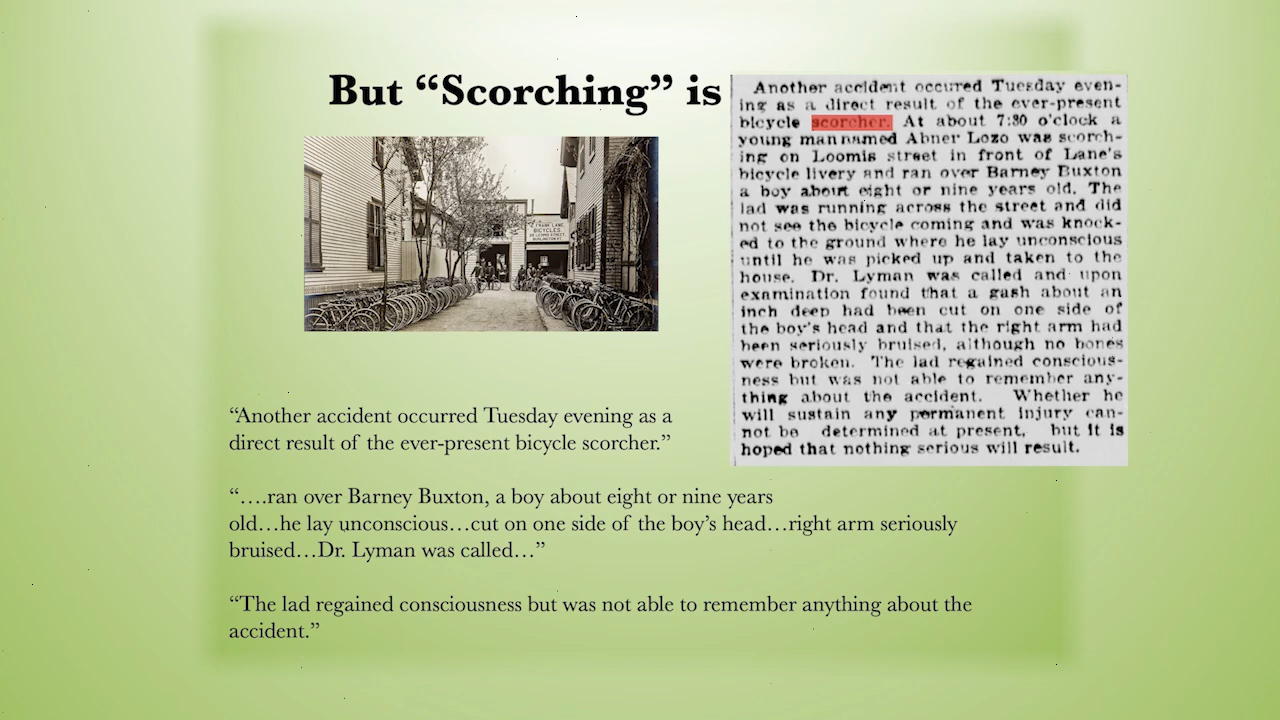 But “Scorching” is
F. FRANK LANE
BICYCLES
BURLINGTON VT.
Another accident occured Tuesday even-
ing as a direct result of the ever-present
bicycle scorcher. At about 7:30 o'clock a
young man named Abner Lozo was scorch-
ing on Loomis street in front of Lane's
bicycle livery and ran over Barney Buxton
a boy about eight or nine years old. The
lad was running across the street and did
not see the bicycle coming and was knock-
ed to the ground where he lay unconscious
until he was picked up and taken to the
house. Dr. Lyman was called and upon
examination found that a gash about an
inch deep had been cut on one side of
the boy's head and that the right arm had
been seriously bruised, although no bones
were broken. The lad regained conscious-
ness but was not able to remember any-
thing about the accident. Whether he
will sustain any permanent injury can-
not be determined at present, but it is
hoped that nothing serious will result.
“Another accident occurred Tuesday evening as a
direct result of the ever-present bicycle scorcher.”
“….ran over Barney Buxton, a boy about eight or nine years
old…he lay unconscious…cut on one side of the boy’s head…right arm seriously
bruised…Dr. Lyman was called…”
“The lad regained consciousness but was not able to remember anything about the
accident.”